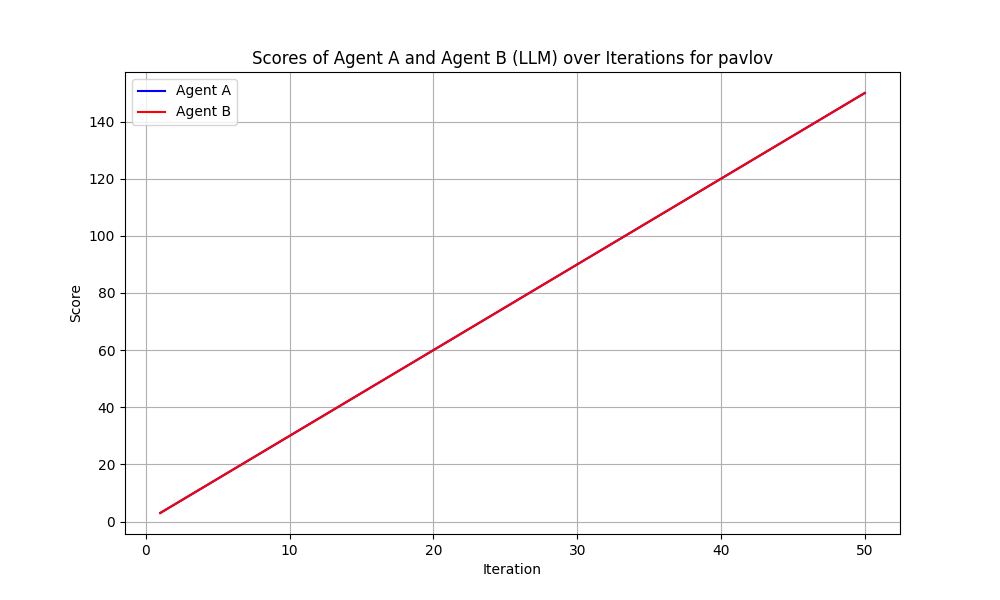 Scores of Agent A and Agent B (LLM) over Iterations for pavlov
Agent A
Agent B
140
120
100
80
60
40
20
0
Score
0 10 20 30 40 50
Iteration